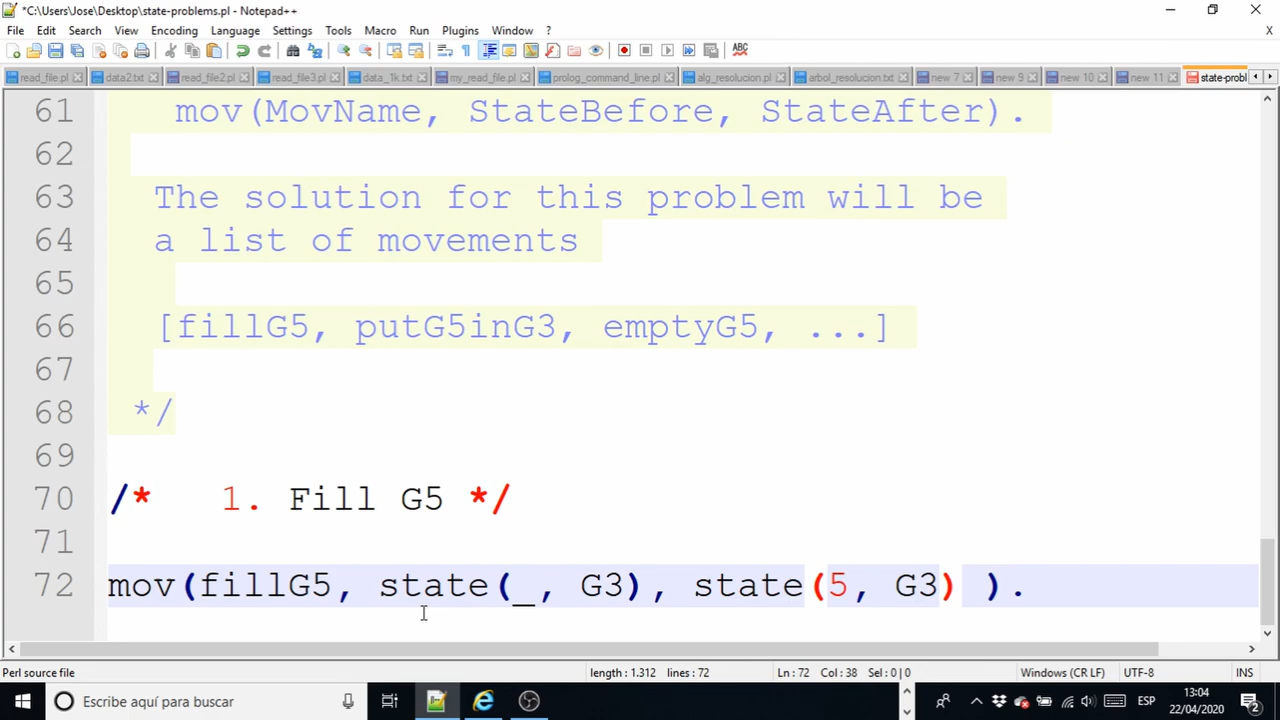 *C:\Users\Jose\Desktop\state-problems.pl - Notepad++
File Edit Search View Encoding Language Settings Tools Macro Run Plugins Window ? X
ABC
read_file.pl data2.txt read_file2.pl read_file3.pl data_1k.txt my_read_file.pl prolog_command_line.pl alg_resolucion.pl arbol_resolucion.txt new 7 new 9 new 10 new 11 state-probl
61 mov(MovName, StateBefore, StateAfter).
62
63 The solution for this problem will be
64 a list of movements
65
66 [fillG5, putG5inG3, emptyG5, ...]
67
68 */
69
70 /* 1. Fill G5 */
71
72 mov(fillG5, state(_, G3), state(5, G3) ).
Perl source file length : 1.312 lines : 72 Ln : 72 Col : 38 Sel : 0 | 0 Windows (CR LF) UTF-8 INS
Escribe aquí para buscar ESP 13:04
22/04/2020 2